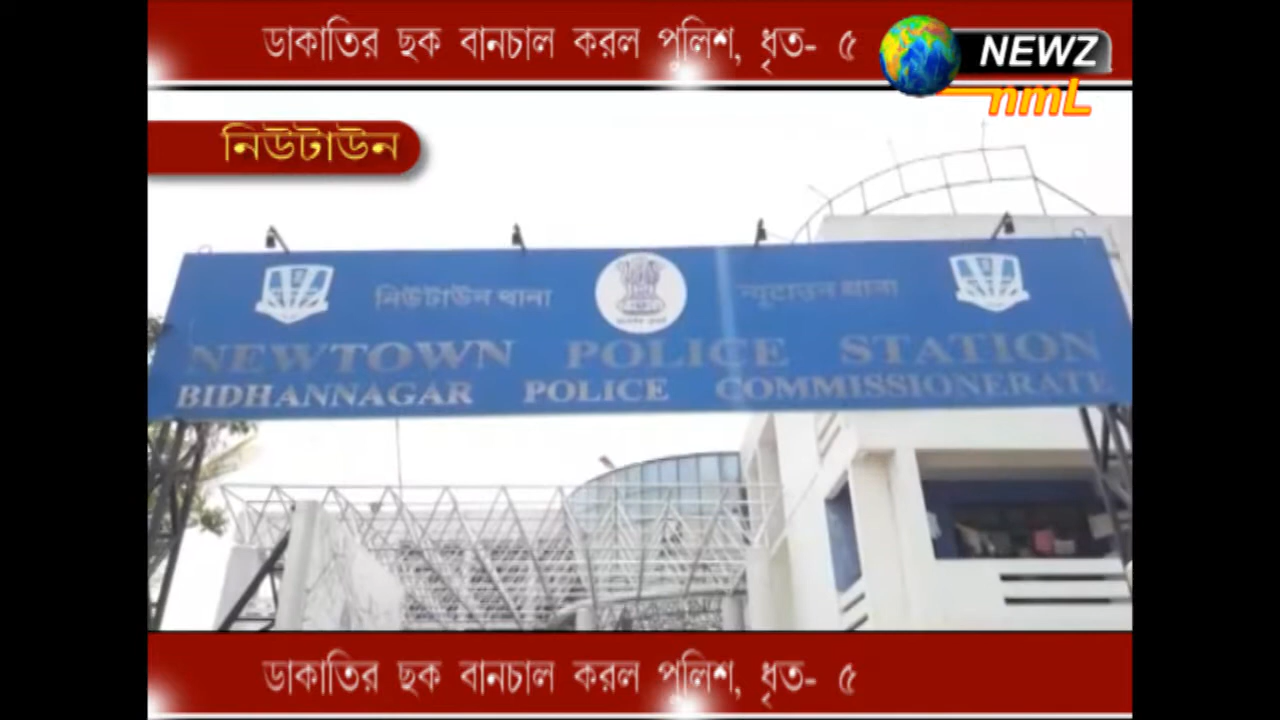 ডাকাতির ছক বানচাল করল পুলিশ, ধৃত- ৫
NEWZ
nmL
নিউটাউন
নিউটাউন থানা
न्यूटाउन थाना
NEWTOWN POLICE STATION
BIDHANNAGAR POLICE COMMISSIONERATE
ডাকাতির ছক বানচাল করল পুলিশ, ধৃত- ৫